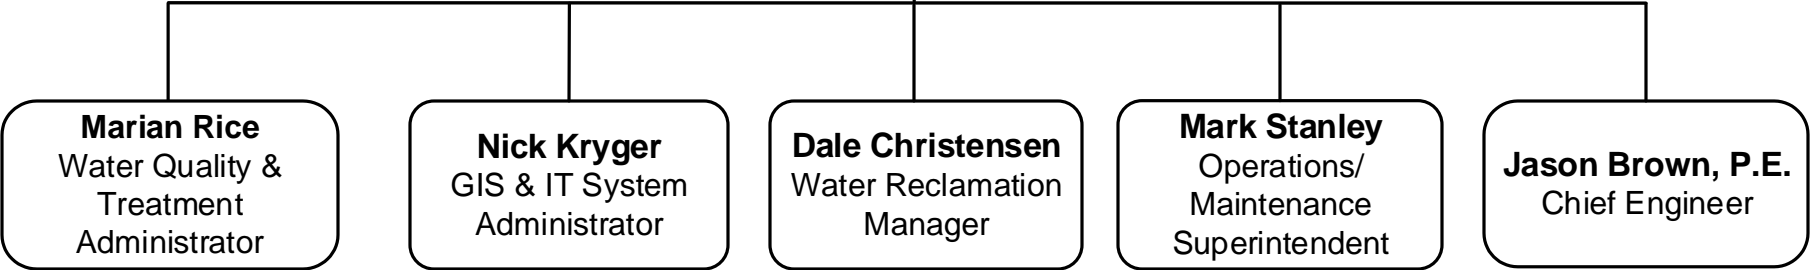 Marian Rice
Water Quality &
Treatment
Administrator
Nick Kryger
GIS & IT System
Administrator
Dale Christensen
Water Reclamation
Manager
Mark Stanley
Operations/
Maintenance
Superintendent
Jason Brown, P.E.
Chief Engineer